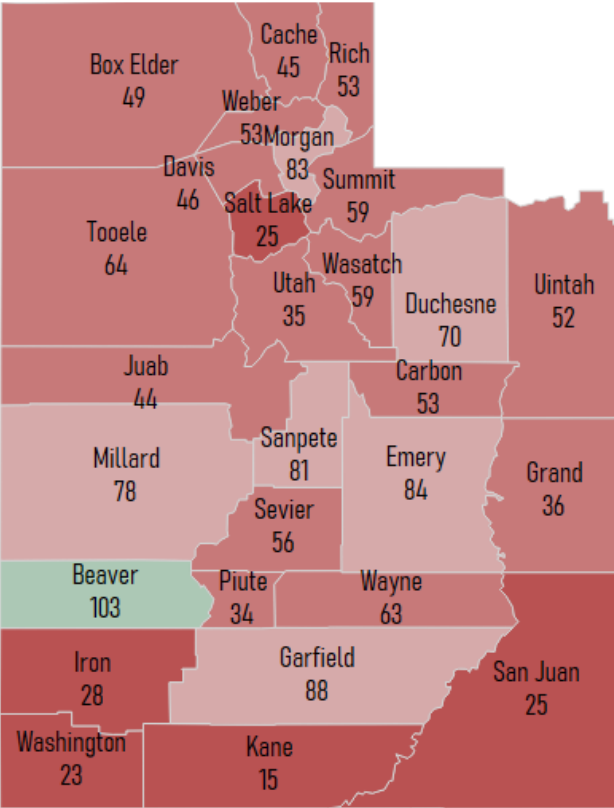 Cache
45
Rich
53
Box Elder
49
Weber
53
Morgan
83
Davis
46
Summit
59
Salt Lake
25
Tooele
64
Wasatch
59
Utah
35
Duchesne
70
Uintah
52
Juab
44
Carbon
53
Sanpete
81
Millard
78
Emery
84
Grand
36
Sevier
56
Beaver
103
Piute
34
Wayne
63
Iron
28
Garfield
88
San Juan
25
Washington
23
Kane
15